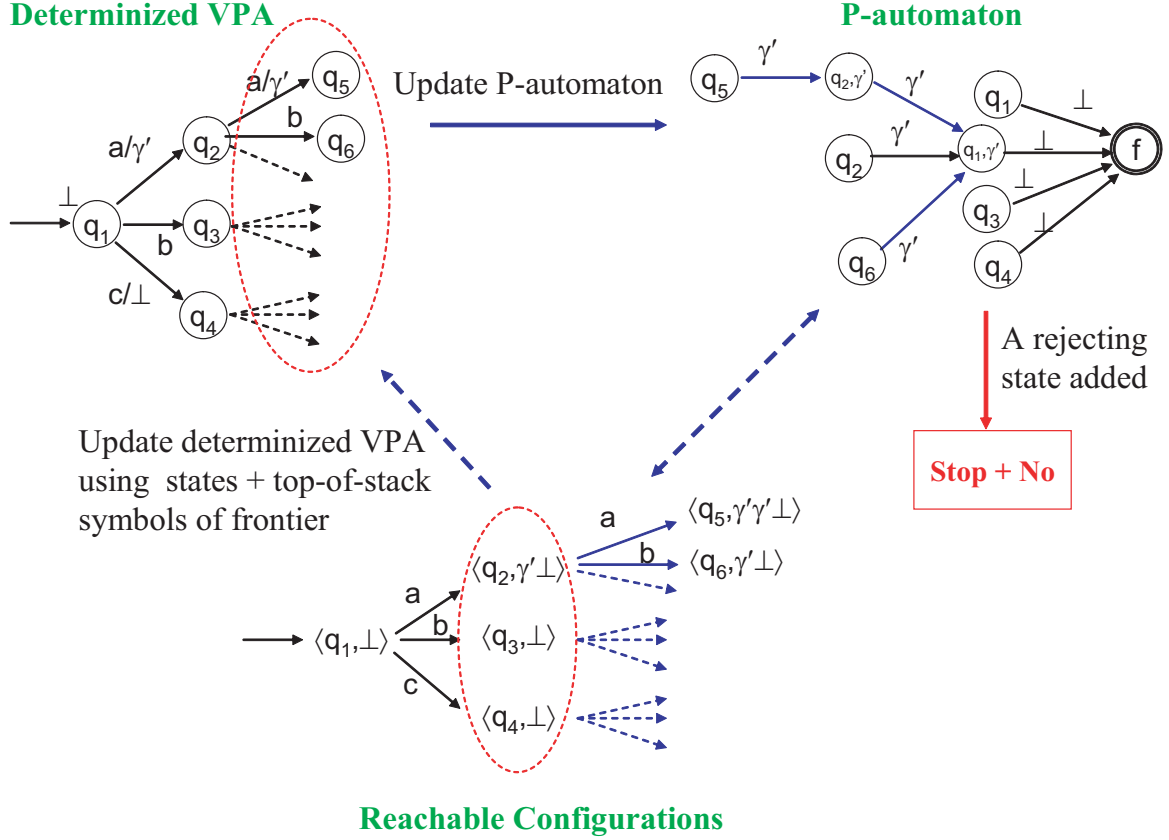 Determinized VPA
P-automaton
a/γ′
q₅
b
q₆
a/γ′
q₂
⊥
q₁
b
q₃
c/⊥
q₄
Update P-automaton
q₅
γ′
q₂,γ′
γ′
q₁
⊥
q₂
γ′
q₁,γ′
⊥
f
q₃
⊥
q₆
γ′
q₄
⊥
A rejecting
state added
Stop + No
Update determinized VPA
using states + top-of-stack
symbols of frontier
⟨q₁,⊥⟩
a
b
c
⟨q₂,γ′⊥⟩
⟨q₃,⊥⟩
⟨q₄,⊥⟩
a
⟨q₅,γ′γ′⊥⟩
b
⟨q₆,γ′⊥⟩
Reachable Configurations